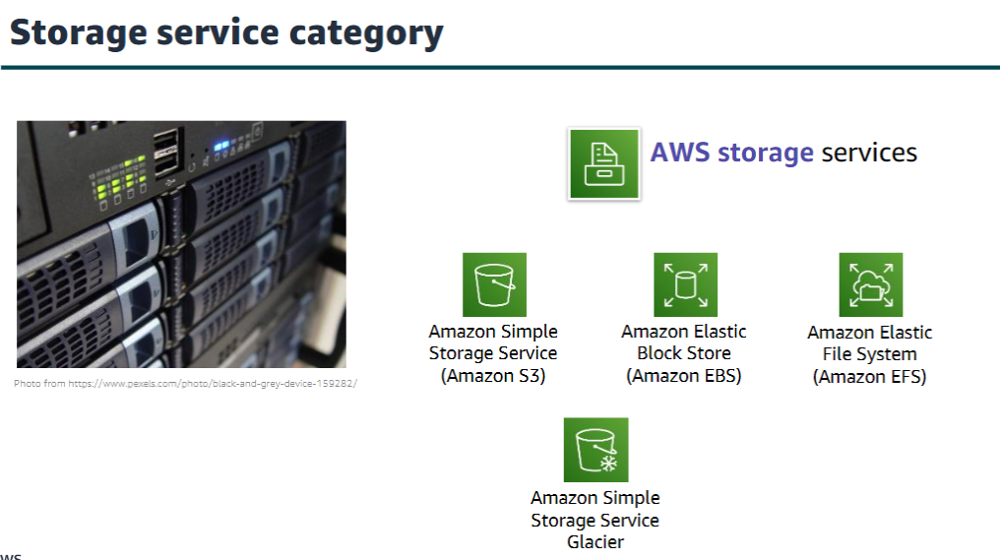 Storage service category
AWS storage services
Photo from https://www.pexels.com/photo/black-and-grey-device-159282/
Amazon Simple
Storage Service
(Amazon S3)
Amazon Elastic
Block Store
(Amazon EBS)
Amazon Elastic
File System
(Amazon EFS)
Amazon Simple
Storage Service
Glacier